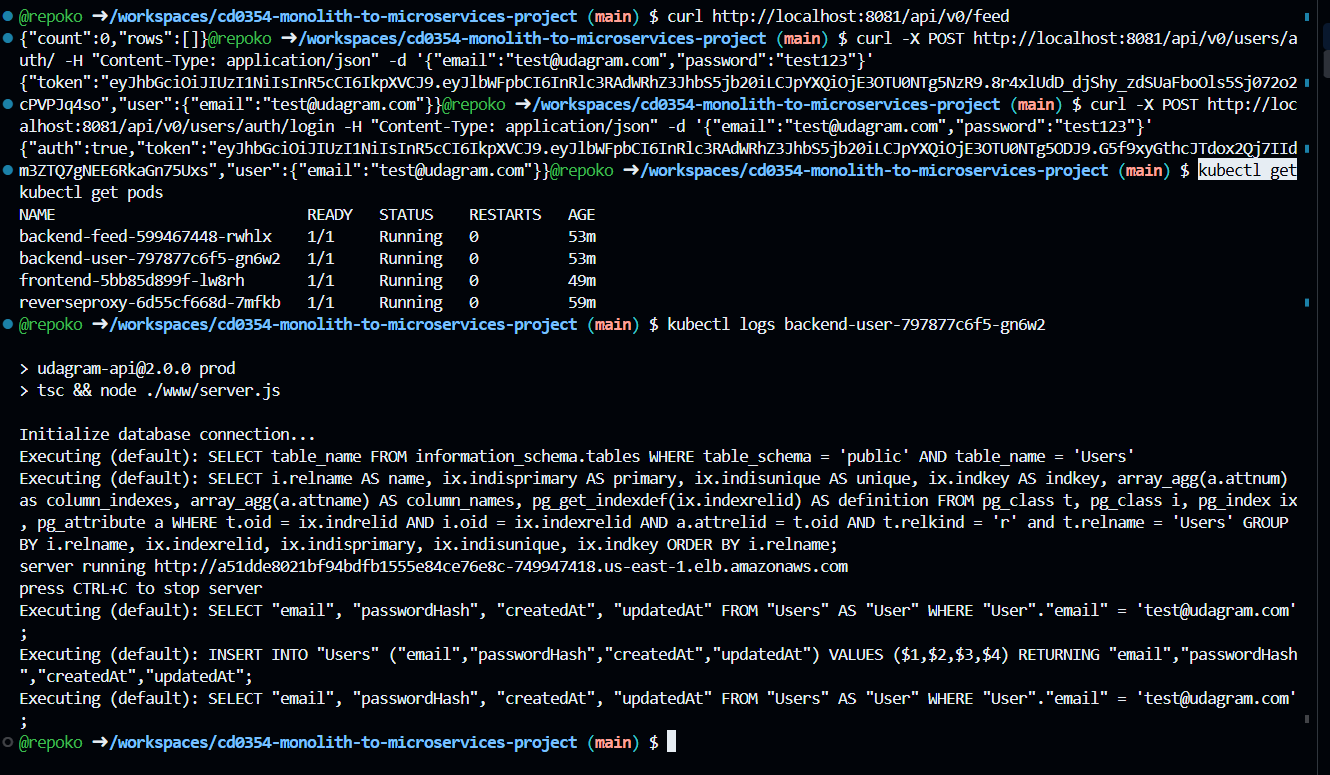 @repoko ➜/workspaces/cd0354-monolith-to-microservices-project (main) $ curl http://localhost:8081/api/v0/feed
{"count":0,"rows":[]}@repoko ➜/workspaces/cd0354-monolith-to-microservices-project (main) $ curl -X POST http://localhost:8081/api/v0/users/a
uth/ -H "Content-Type: application/json" -d '{"email":"test@udagram.com","password":"test123"}'
{"token":"eyJhbGciOiJIUzI1NiIsInR5cCI6IkpXVCJ9.eyJlbWFpbCI6InRlc3RAdWRhZ3JhbS5jb20iLCJpYXQiOjE3OTU0NTg5NzR9.8r4xlUdD_djShy_zdSUaFboOls5Sj072o2
cPVPJq4so","user":{"email":"test@udagram.com"}}@repoko ➜/workspaces/cd0354-monolith-to-microservices-project (main) $ curl -X POST http://loc
alhost:8081/api/v0/users/auth/login -H "Content-Type: application/json" -d '{"email":"test@udagram.com","password":"test123"}'
{"auth":true,"token":"eyJhbGciOiJIUzI1NiIsInR5cCI6IkpXVCJ9.eyJlbWFpbCI6InRlc3RAdWRhZ3JhbS5jb20iLCJpYXQiOjE3OTU0NTg5ODJ9.G5f9xyGthcJTdox2Qj7IId
m3ZTQ7gNEE6RkaGn75Uxs","user":{"email":"test@udagram.com"}}@repoko ➜/workspaces/cd0354-monolith-to-microservices-project (main) $ kubectl get
kubectl get pods
NAME READY STATUS RESTARTS AGE
backend-feed-599467448-rwhlx 1/1 Running 0 53m
backend-user-797877c6f5-gn6w2 1/1 Running 0 53m
frontend-5bb85d899f-lw8rh 1/1 Running 0 49m
reverseproxy-6d55cf668d-7mfkb 1/1 Running 0 59m
@repoko ➜/workspaces/cd0354-monolith-to-microservices-project (main) $ kubectl logs backend-user-797877c6f5-gn6w2
> udagram-api@2.0.0 prod
> tsc && node ./www/server.js
Initialize database connection...
Executing (default): SELECT table_name FROM information_schema.tables WHERE table_schema = 'public' AND table_name = 'Users'
Executing (default): SELECT i.relname AS name, ix.indisprimary AS primary, ix.indisunique AS unique, ix.indkey AS indkey, array_agg(a.attnum)
as column_indexes, array_agg(a.attname) AS column_names, pg_get_indexdef(ix.indexrelid) AS definition FROM pg_class t, pg_class i, pg_index ix
, pg_attribute a WHERE t.oid = ix.indrelid AND i.oid = ix.indexrelid AND a.attrelid = t.oid AND t.relkind = 'r' and t.relname = 'Users' GROUP
BY i.relname, ix.indexrelid, ix.indisprimary, ix.indisunique, ix.indkey ORDER BY i.relname;
server running http://a51dde8021bf94bdfb1555e84ce76e8c-749947418.us-east-1.elb.amazonaws.com
press CTRL+C to stop server
Executing (default): SELECT "email", "passwordHash", "createdAt", "updatedAt" FROM "Users" AS "User" WHERE "User"."email" = 'test@udagram.com'
;
Executing (default): INSERT INTO "Users" ("email","passwordHash","createdAt","updatedAt") VALUES ($1,$2,$3,$4) RETURNING "email","passwordHash
","createdAt","updatedAt";
Executing (default): SELECT "email", "passwordHash", "createdAt", "updatedAt" FROM "Users" AS "User" WHERE "User"."email" = 'test@udagram.com'
;
@repoko ➜/workspaces/cd0354-monolith-to-microservices-project (main) $